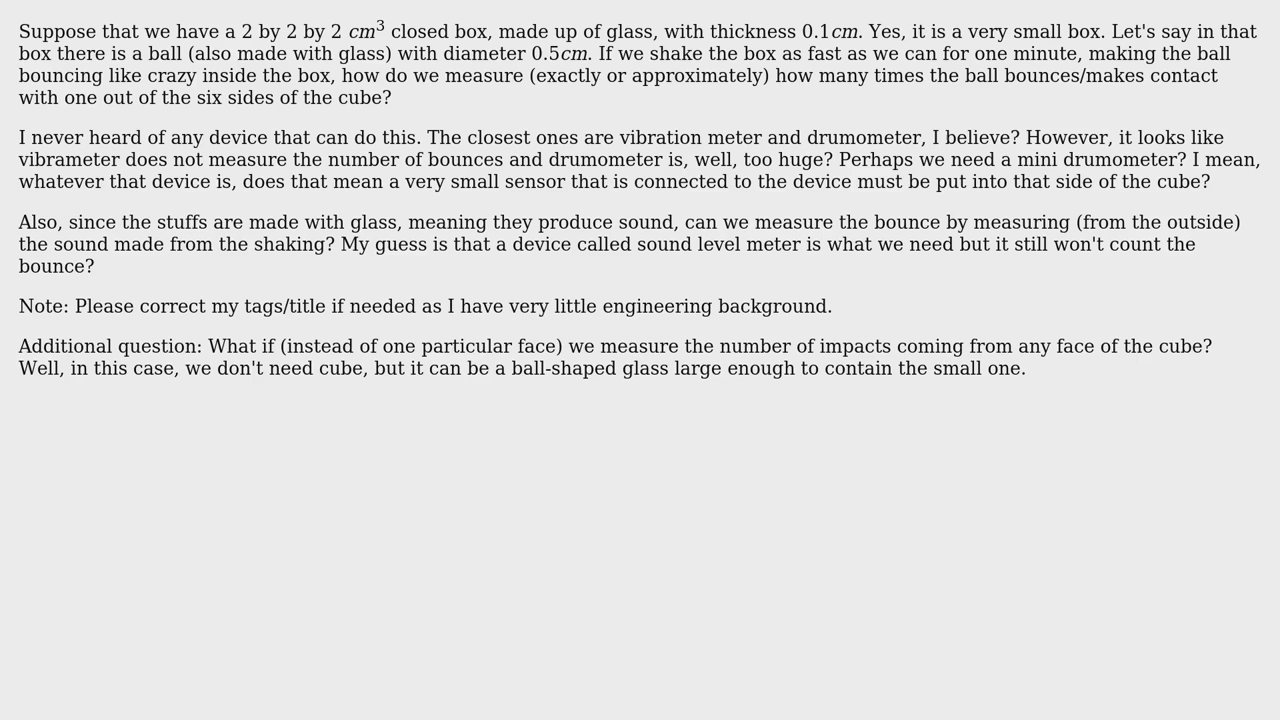 Suppose that we have a 2 by 2 by 2 cm³ closed box, made up of glass, with thickness 0.1cm. Yes, it is a very small box. Let's say in that
box there is a ball (also made with glass) with diameter 0.5cm. If we shake the box as fast as we can for one minute, making the ball
bouncing like crazy inside the box, how do we measure (exactly or approximately) how many times the ball bounces/makes contact
with one out of the six sides of the cube?
I never heard of any device that can do this. The closest ones are vibration meter and drumometer, I believe? However, it looks like
vibrameter does not measure the number of bounces and drumometer is, well, too huge? Perhaps we need a mini drumometer? I mean,
whatever that device is, does that mean a very small sensor that is connected to the device must be put into that side of the cube?
Also, since the stuffs are made with glass, meaning they produce sound, can we measure the bounce by measuring (from the outside)
the sound made from the shaking? My guess is that a device called sound level meter is what we need but it still won't count the
bounce?
Note: Please correct my tags/title if needed as I have very little engineering background.
Additional question: What if (instead of one particular face) we measure the number of impacts coming from any face of the cube?
Well, in this case, we don't need cube, but it can be a ball-shaped glass large enough to contain the small one.